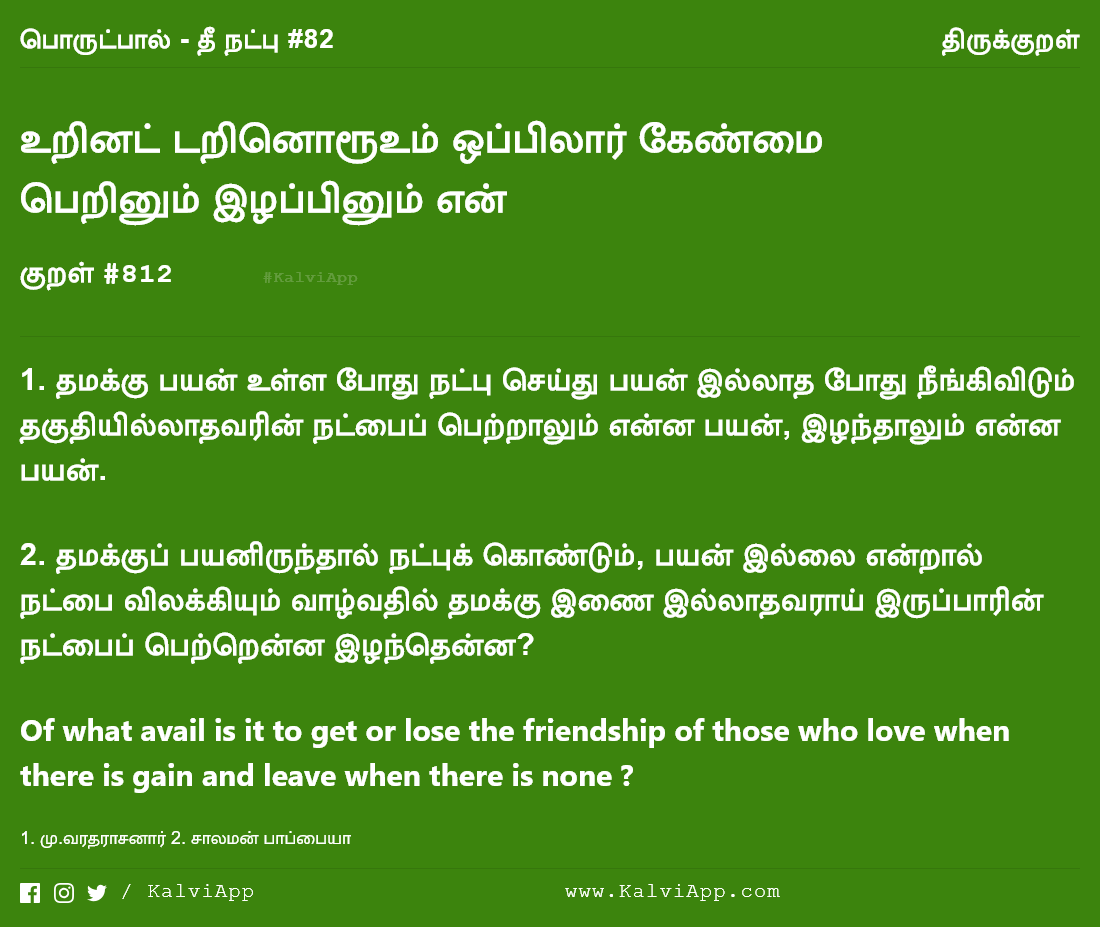 பொருட்பால் - தீ நட்பு #82
திருக்குறள்
உறினட் டறினொரூஉம் ஒப்பிலார் கேண்மை
பெறினும் இழப்பினும் என்
குறள் #812
#KalviApp
1. தமக்கு பயன் உள்ள போது நட்பு செய்து பயன் இல்லாத போது நீங்கிவிடும்
தகுதியில்லாதவரின் நட்பைப் பெற்றாலும் என்ன பயன், இழந்தாலும் என்ன
பயன்.
2. தமக்குப் பயனிருந்தால் நட்புக் கொண்டும், பயன் இல்லை என்றால்
நட்பை விலக்கியும் வாழ்வதில் தமக்கு இணை இல்லாதவராய் இருப்பாரின்
நட்பைப் பெற்றென்ன இழந்தென்ன?
Of what avail is it to get or lose the friendship of those who love when
there is gain and leave when there is none ?
1. மு.வரதராசனார் 2. சாலமன் பாப்பையா
/ KalviApp
www.KalviApp.com